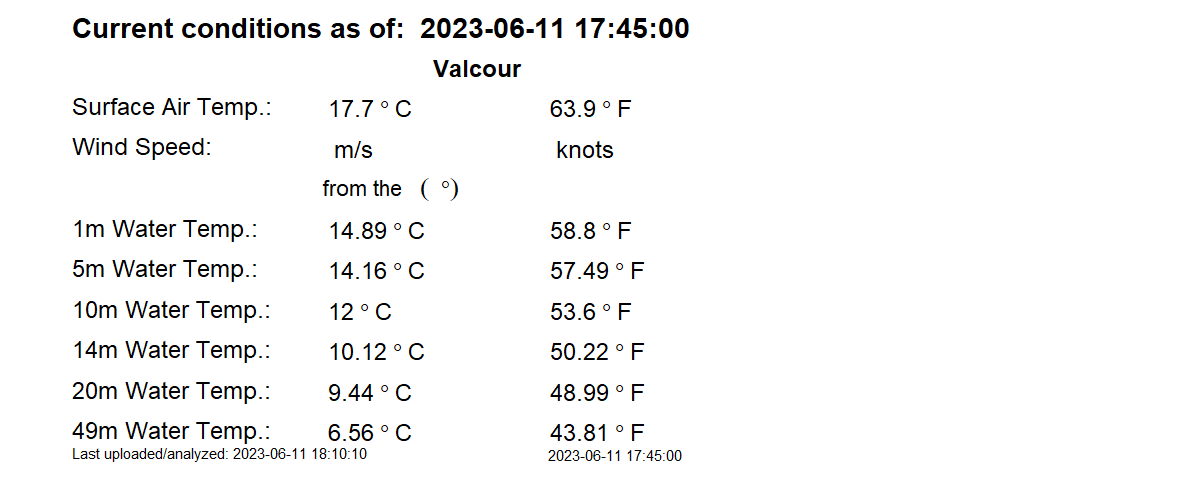 Current conditions as of: 2023-06-11 17:45:00
Valcour
Surface Air Temp.: 17.7 ° C 63.9 ° F
Wind Speed: m/s knots
from the ( °)
1m Water Temp.: 14.89 ° C 58.8 ° F
5m Water Temp.: 14.16 ° C 57.49 ° F
10m Water Temp.: 12 ° C 53.6 ° F
14m Water Temp.: 10.12 ° C 50.22 ° F
20m Water Temp.: 9.44 ° C 48.99 ° F
49m Water Temp.: 6.56 ° C 43.81 ° F
Last uploaded/analyzed: 2023-06-11 18:10:10 2023-06-11 17:45:00